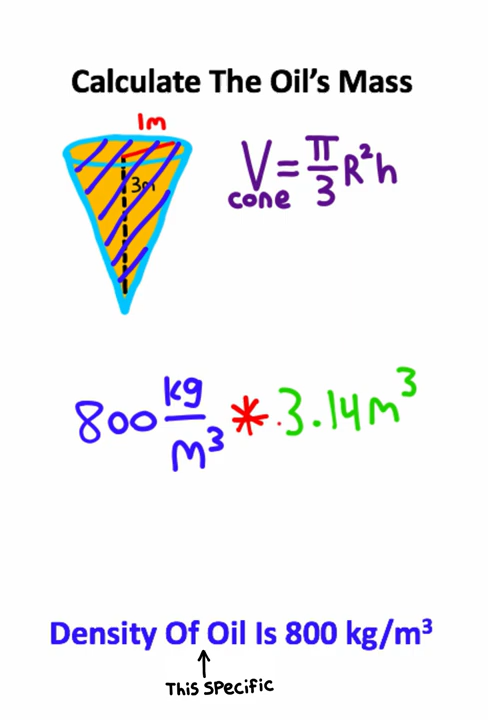 Calculate The Oil's Mass
1m
3m
V cone = π/3 R²h
800 kg/m³ * 3.14m³
Density Of Oil Is 800 kg/m³
↑
This Specific